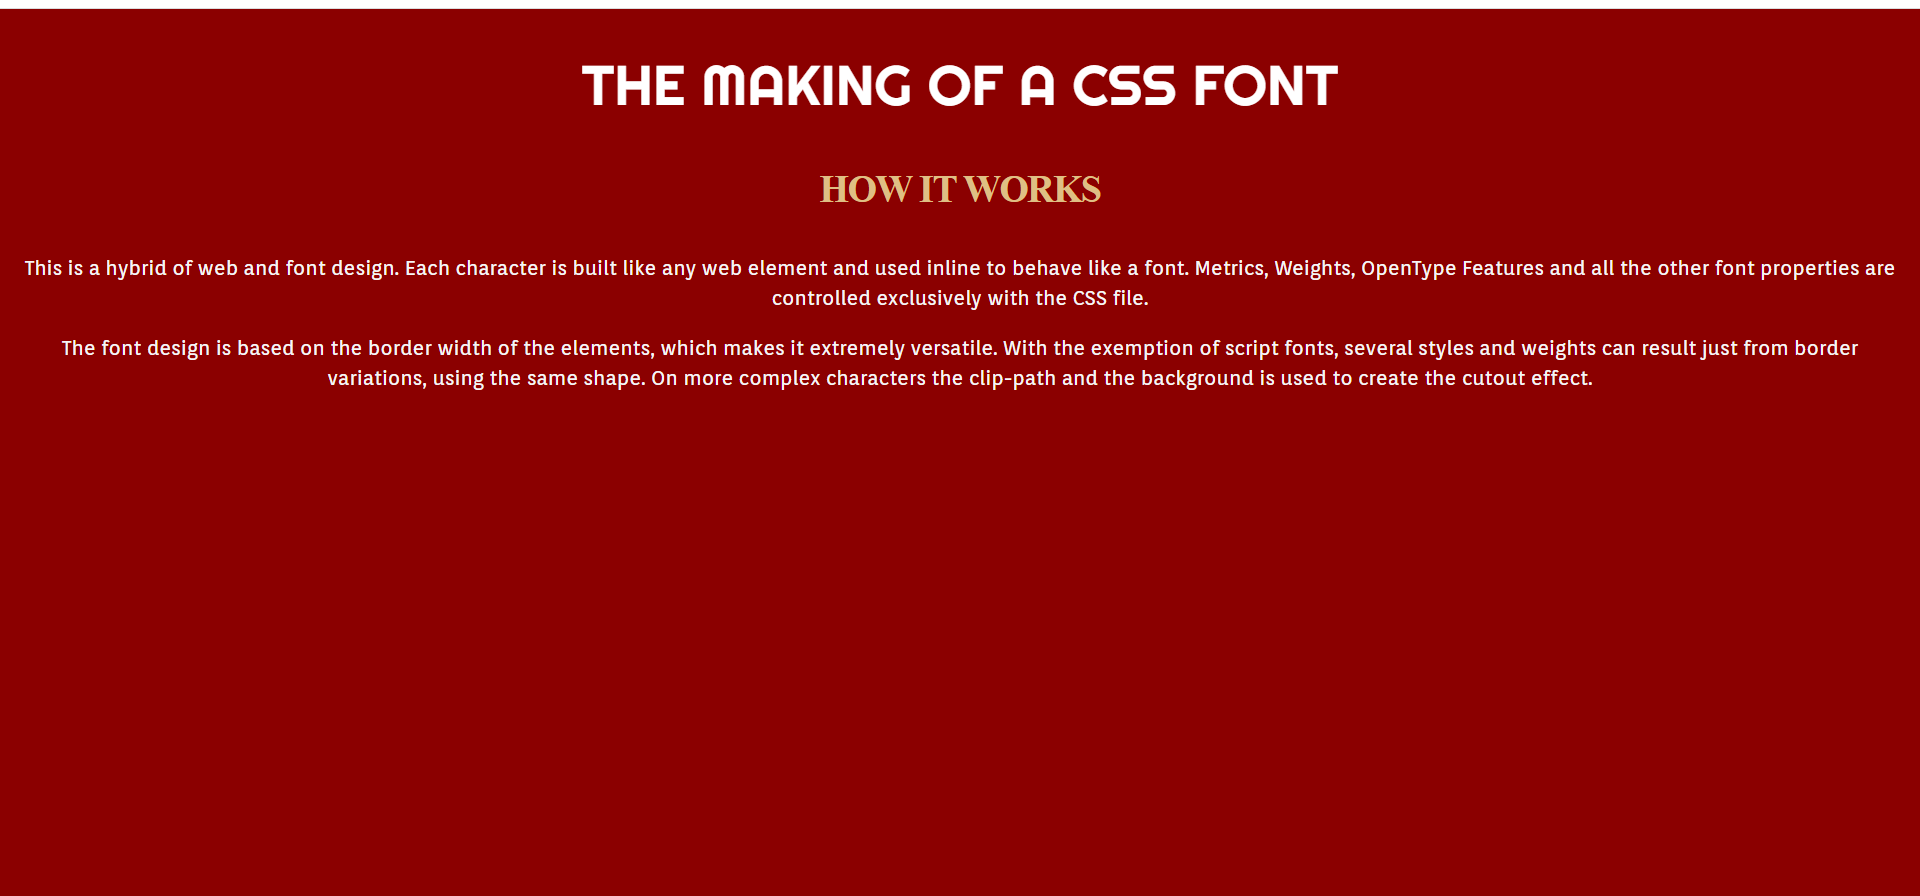 THE MAKING OF A CSS FONT
HOW IT WORKS
This is a hybrid of web and font design. Each character is built like any web element and used inline to behave like a font. Metrics, Weights, OpenType Features and all the other font properties are
controlled exclusively with the CSS file.
The font design is based on the border width of the elements, which makes it extremely versatile. With the exemption of script fonts, several styles and weights can result just from border
variations, using the same shape. On more complex characters the clip-path and the background is used to create the cutout effect.